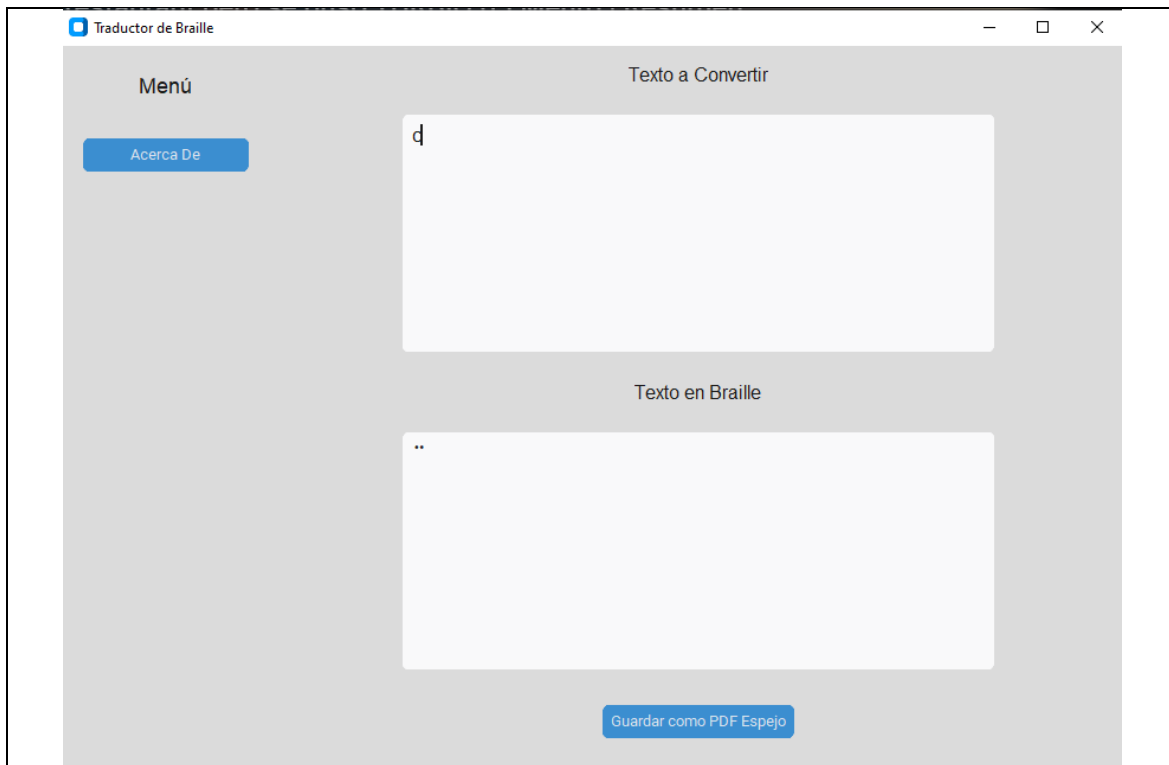 Traductor de Braille
Menú
Acerca De
Texto a Convertir
c
Texto en Braille
⠉
Guardar como PDF Espejo